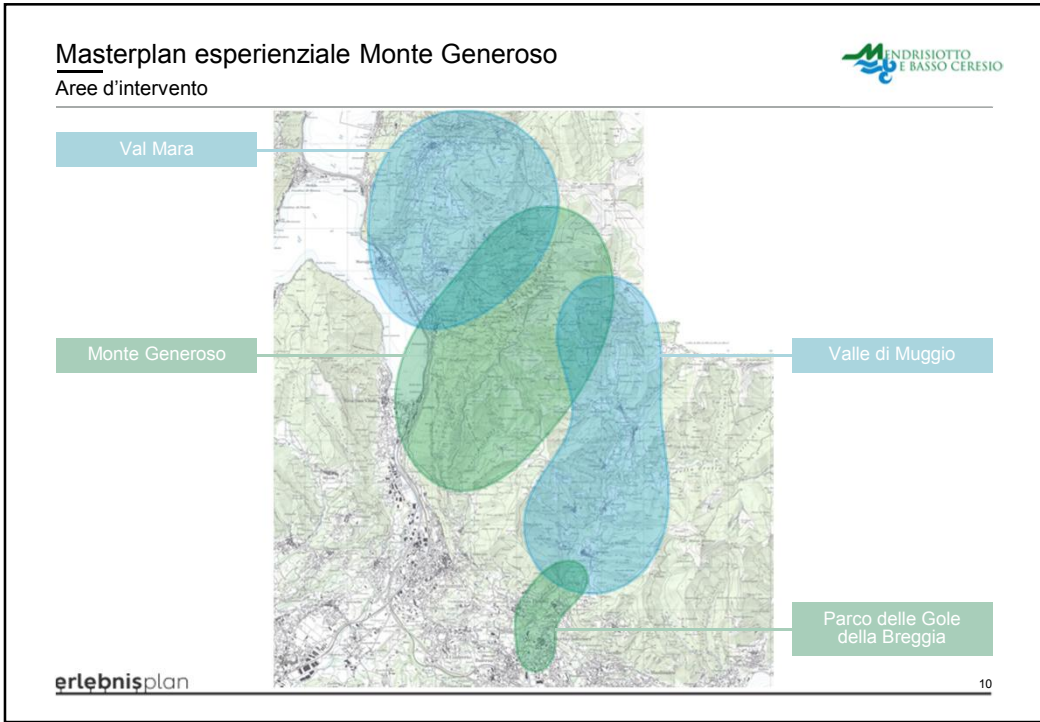 Masterplan esperienziale Monte Generoso
Aree d'intervento
MENDRISIOTTO
E BASSO CERESIO
Val Mara
Monte Generoso
Valle di Muggio
Parco delle Gole
della Breggia
erlebnisplan
10